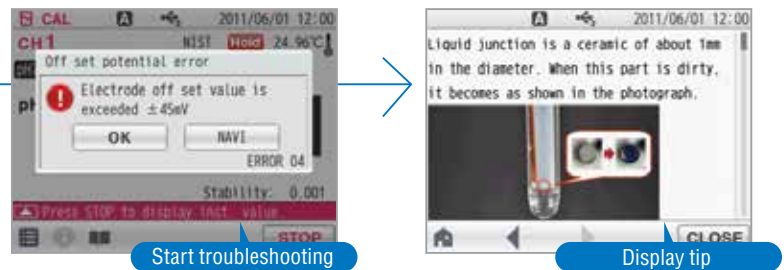 CAL A 2011/06/01 12:00
CH1 NIST Hold 24.96℃
Off set potential error
Electrode off set value is
exceeded ±45mV
pH
OK NAVI
ERROR 04
Stability: 0.001
Press STOP to display inst. value
STOP
Start troubleshooting
A 2011/06/01 12:00
Liquid junction is a ceramic of about 1mm
in the diameter. When this part is dirty,
it becomes as shown in the photograph.
CLOSE
Display tip